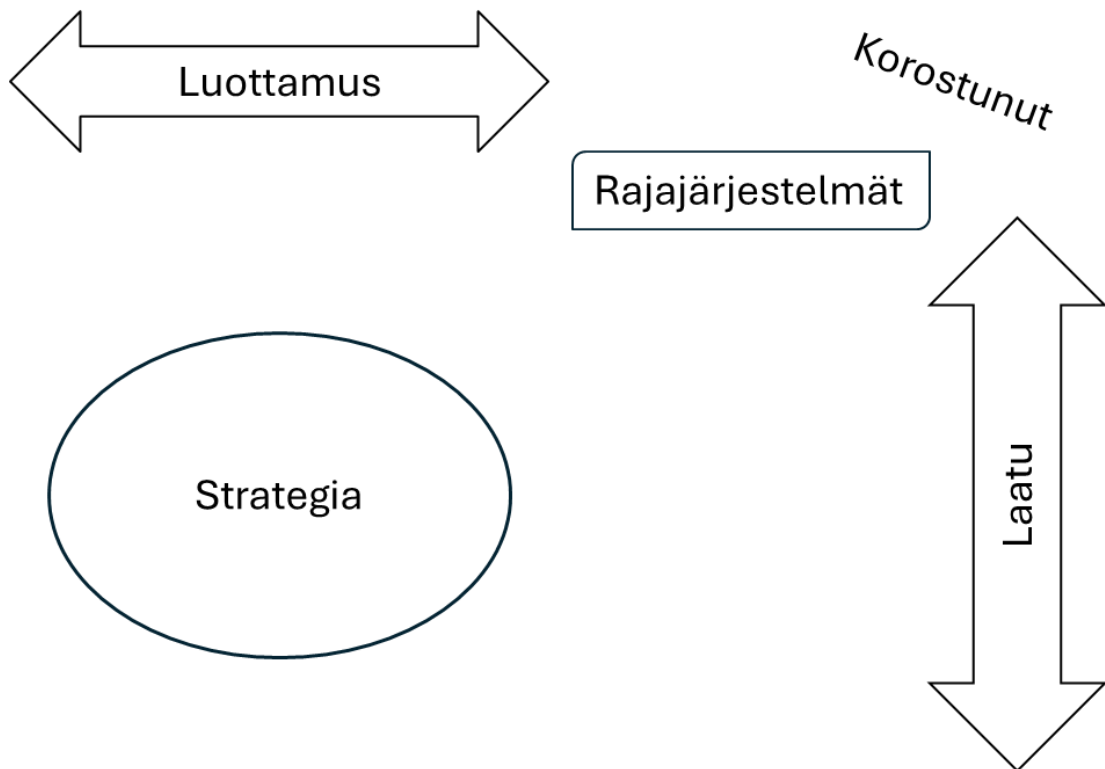 Luottamus
Korostunut
Rajajärjestelmät
Strategia
Laatu